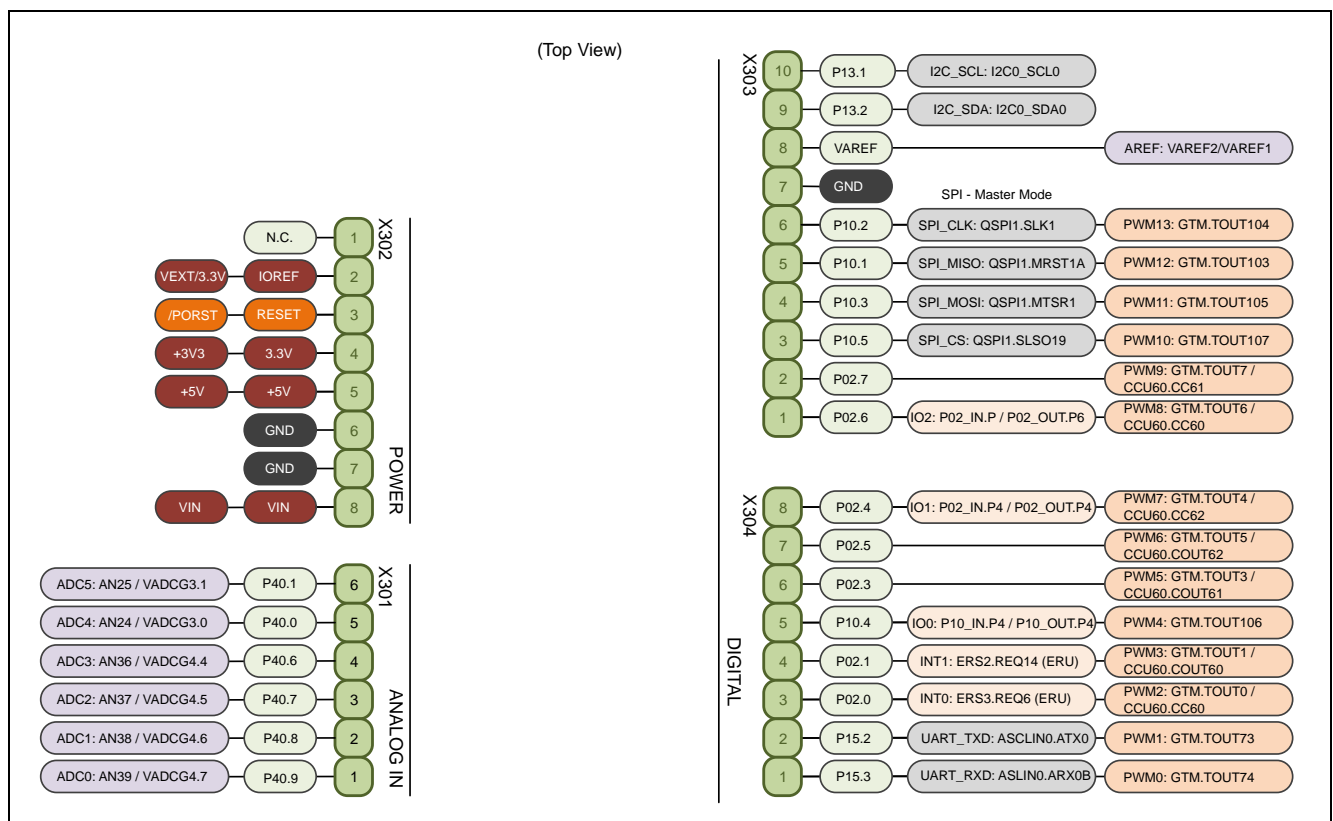 (Top View)
X302
N.C.
1
VEXT/3.3V
IOREF
2
/PORST
RESET
3
+3V3
3.3V
4
+5V
+5V
5
GND
6
GND
7
VIN
VIN
8
POWER
X301
ADC5: AN25 / VADCG3.1
P40.1
6
ADC4: AN24 / VADCG3.0
P40.0
5
ADC3: AN36 / VADCG4.4
P40.6
4
ADC2: AN37 / VADCG4.5
P40.7
3
ADC1: AN38 / VADCG4.6
P40.8
2
ADC0: AN39 / VADCG4.7
P40.9
1
ANALOG IN
X303
10
P13.1
I2C_SCL: I2C0_SCL0
9
P13.2
I2C_SDA: I2C0_SDA0
8
VAREF
AREF: VAREF2/VAREF1
7
GND
SPI - Master Mode
6
P10.2
SPI_CLK: QSPI1.SLK1
PWM13: GTM.TOUT104
5
P10.1
SPI_MISO: QSPI1.MRST1A
PWM12: GTM.TOUT103
4
P10.3
SPI_MOSI: QSPI1.MTSR1
PWM11: GTM.TOUT105
3
P10.5
SPI_CS: QSPI1.SLSO19
PWM10: GTM.TOUT107
2
P02.7
PWM9: GTM.TOUT7 /
CCU60.CC61
1
P02.6
IO2: P02_IN.P / P02_OUT.P6
PWM8: GTM.TOUT6 /
CCU60.CC60
X304
8
P02.4
IO1: P02_IN.P4 / P02_OUT.P4
PWM7: GTM.TOUT4 /
CCU60.CC62
7
P02.5
PWM6: GTM.TOUT5 /
CCU60.COUT62
6
P02.3
PWM5: GTM.TOUT3 /
CCU60.COUT61
5
P10.4
IO0: P10_IN.P4 / P10_OUT.P4
PWM4: GTM.TOUT106
4
P02.1
INT1: ERS2.REQ14 (ERU)
PWM3: GTM.TOUT1 /
CCU60.COUT60
3
P02.0
INT0: ERS3.REQ6 (ERU)
PWM2: GTM.TOUT0 /
CCU60.CC60
2
P15.2
UART_TXD: ASCLIN0.ATX0
PWM1: GTM.TOUT73
1
P15.3
UART_RXD: ASLIN0.ARX0B
PWM0: GTM.TOUT74
DIGITAL